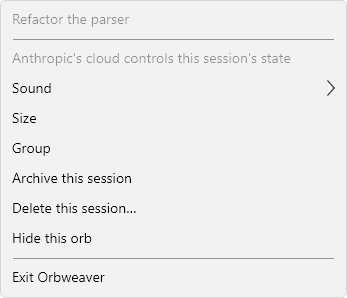 Refactor the parser
Anthropic's cloud controls this session's state
Sound
Size
Group
Archive this session
Delete this session...
Hide this orb
Exit Orbweaver